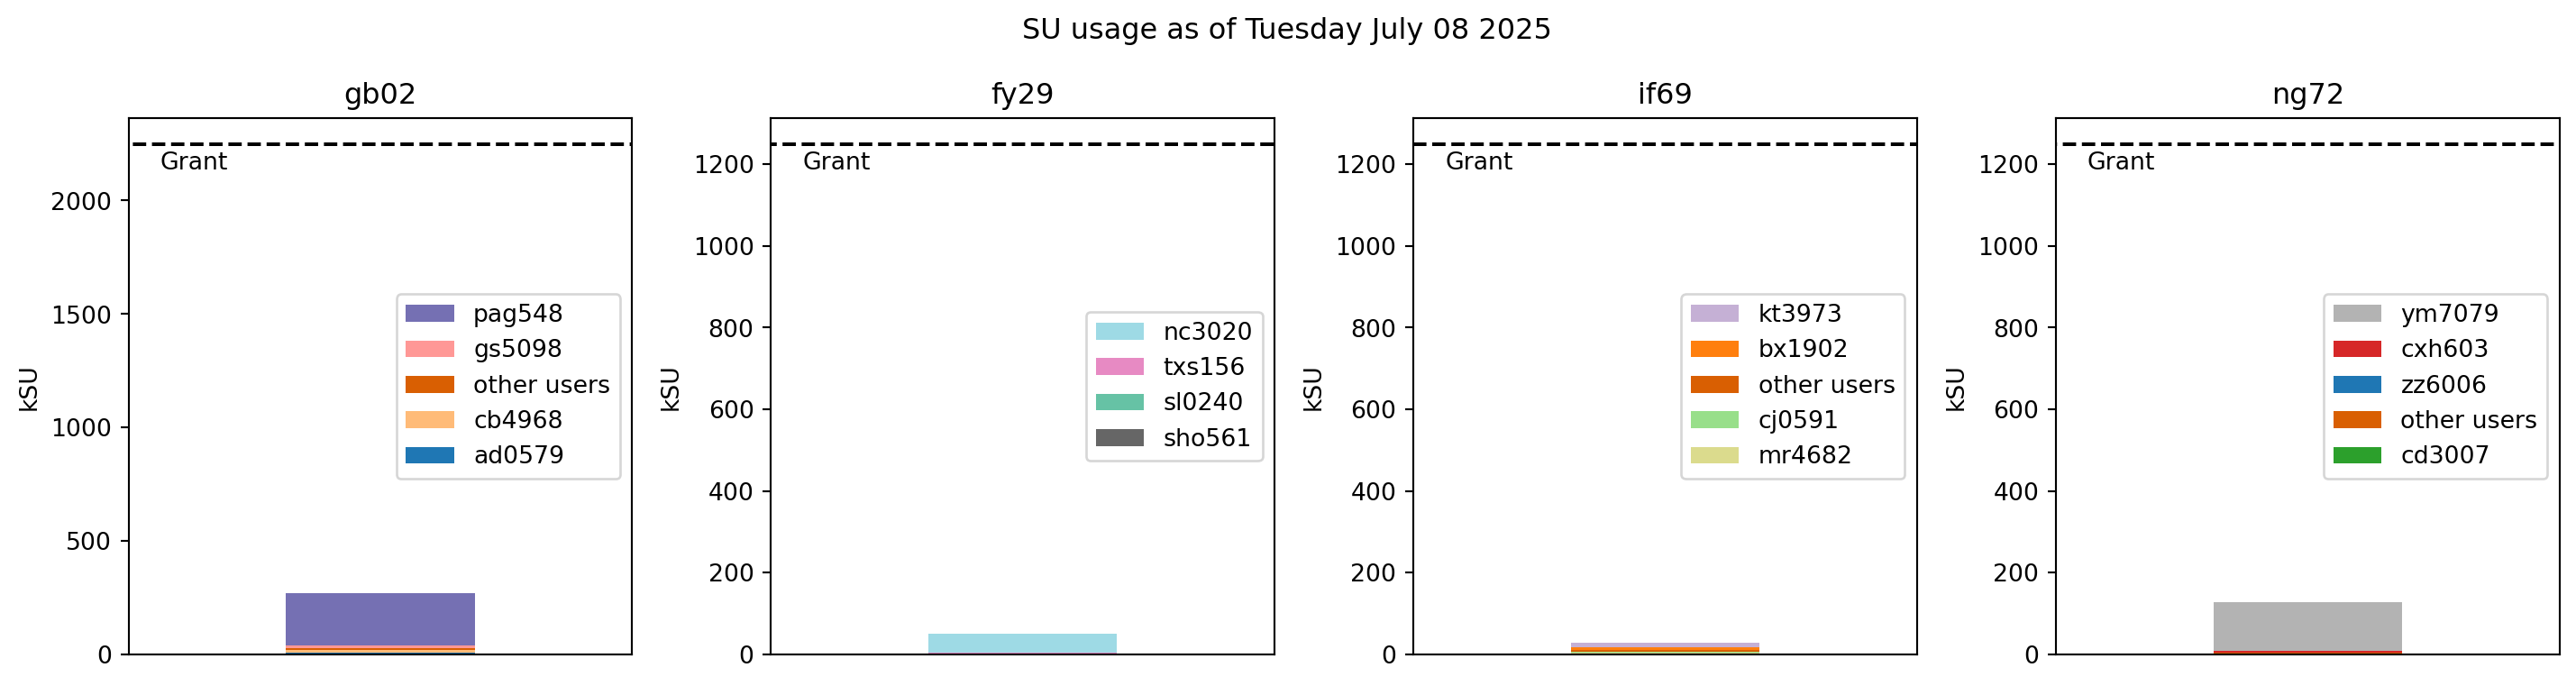 SU usage as of Tuesday July 08 2025
gb02
kSU
2000
1500
1000
500
0
Grant
pag548
gs5098
other users
cb4968
ad0579
fy29
kSU
1200
1000
800
600
400
200
0
Grant
nc3020
txs156
sl0240
sho561
if69
kSU
1200
1000
800
600
400
200
0
Grant
kt3973
bx1902
other users
cj0591
mr4682
ng72
kSU
1200
1000
800
600
400
200
0
Grant
ym7079
cxh603
zz6006
other users
cd3007